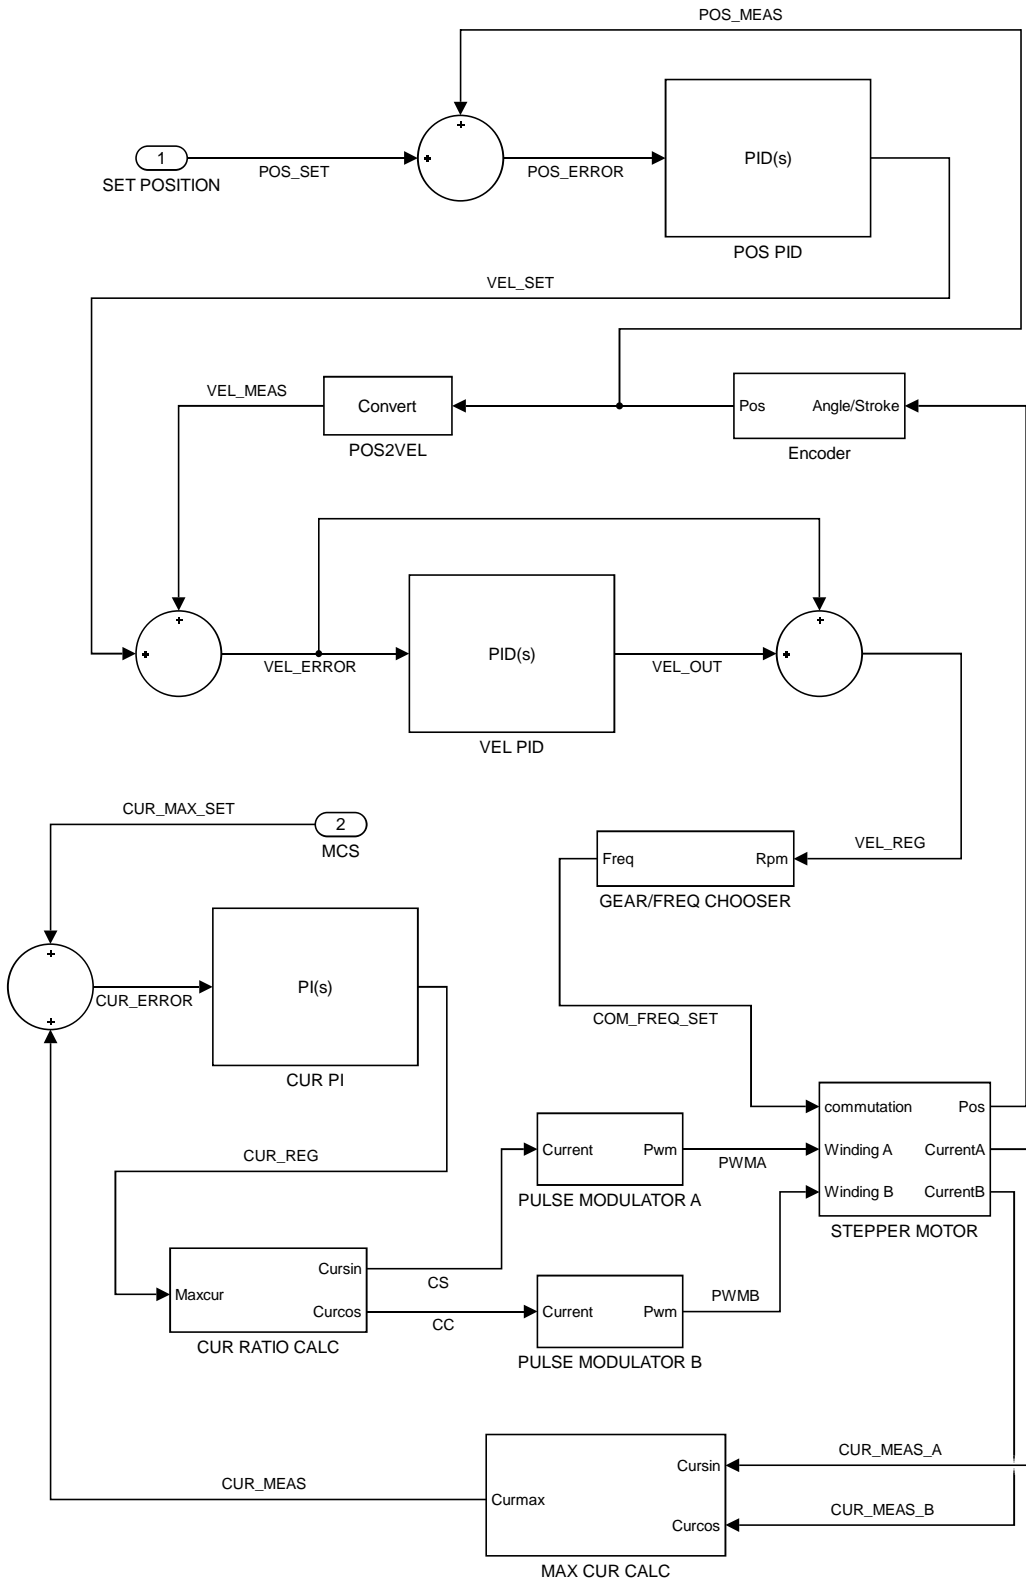 POS_MEAS
+
1
+
PID(s)
SET POSITION
POS_SET
POS_ERROR
POS PID
VEL_SET
VEL_MEAS
Convert
Pos
Angle/Stroke
POS2VEL
Encoder
+
+
+
+
VEL_ERROR
PID(s)
VEL_OUT
VEL PID
CUR_MAX_SET
2
MCS
VEL_REG
Freq
Rpm
GEAR/FREQ CHOOSER
+
PI(s)
CUR_ERROR
+
COM_FREQ_SET
CUR PI
commutation
Pos
CUR_REG
Current
Pwm
PWMA
Winding A
CurrentA
PULSE MODULATOR A
Winding B
CurrentB
STEPPER MOTOR
Cursin
CS
Maxcur
PWMB
Curcos
CC
Current
Pwm
CUR RATIO CALC
PULSE MODULATOR B
CUR_MEAS_A
Cursin
CUR_MEAS
Curmax
CUR_MEAS_B
Curcos
MAX CUR CALC